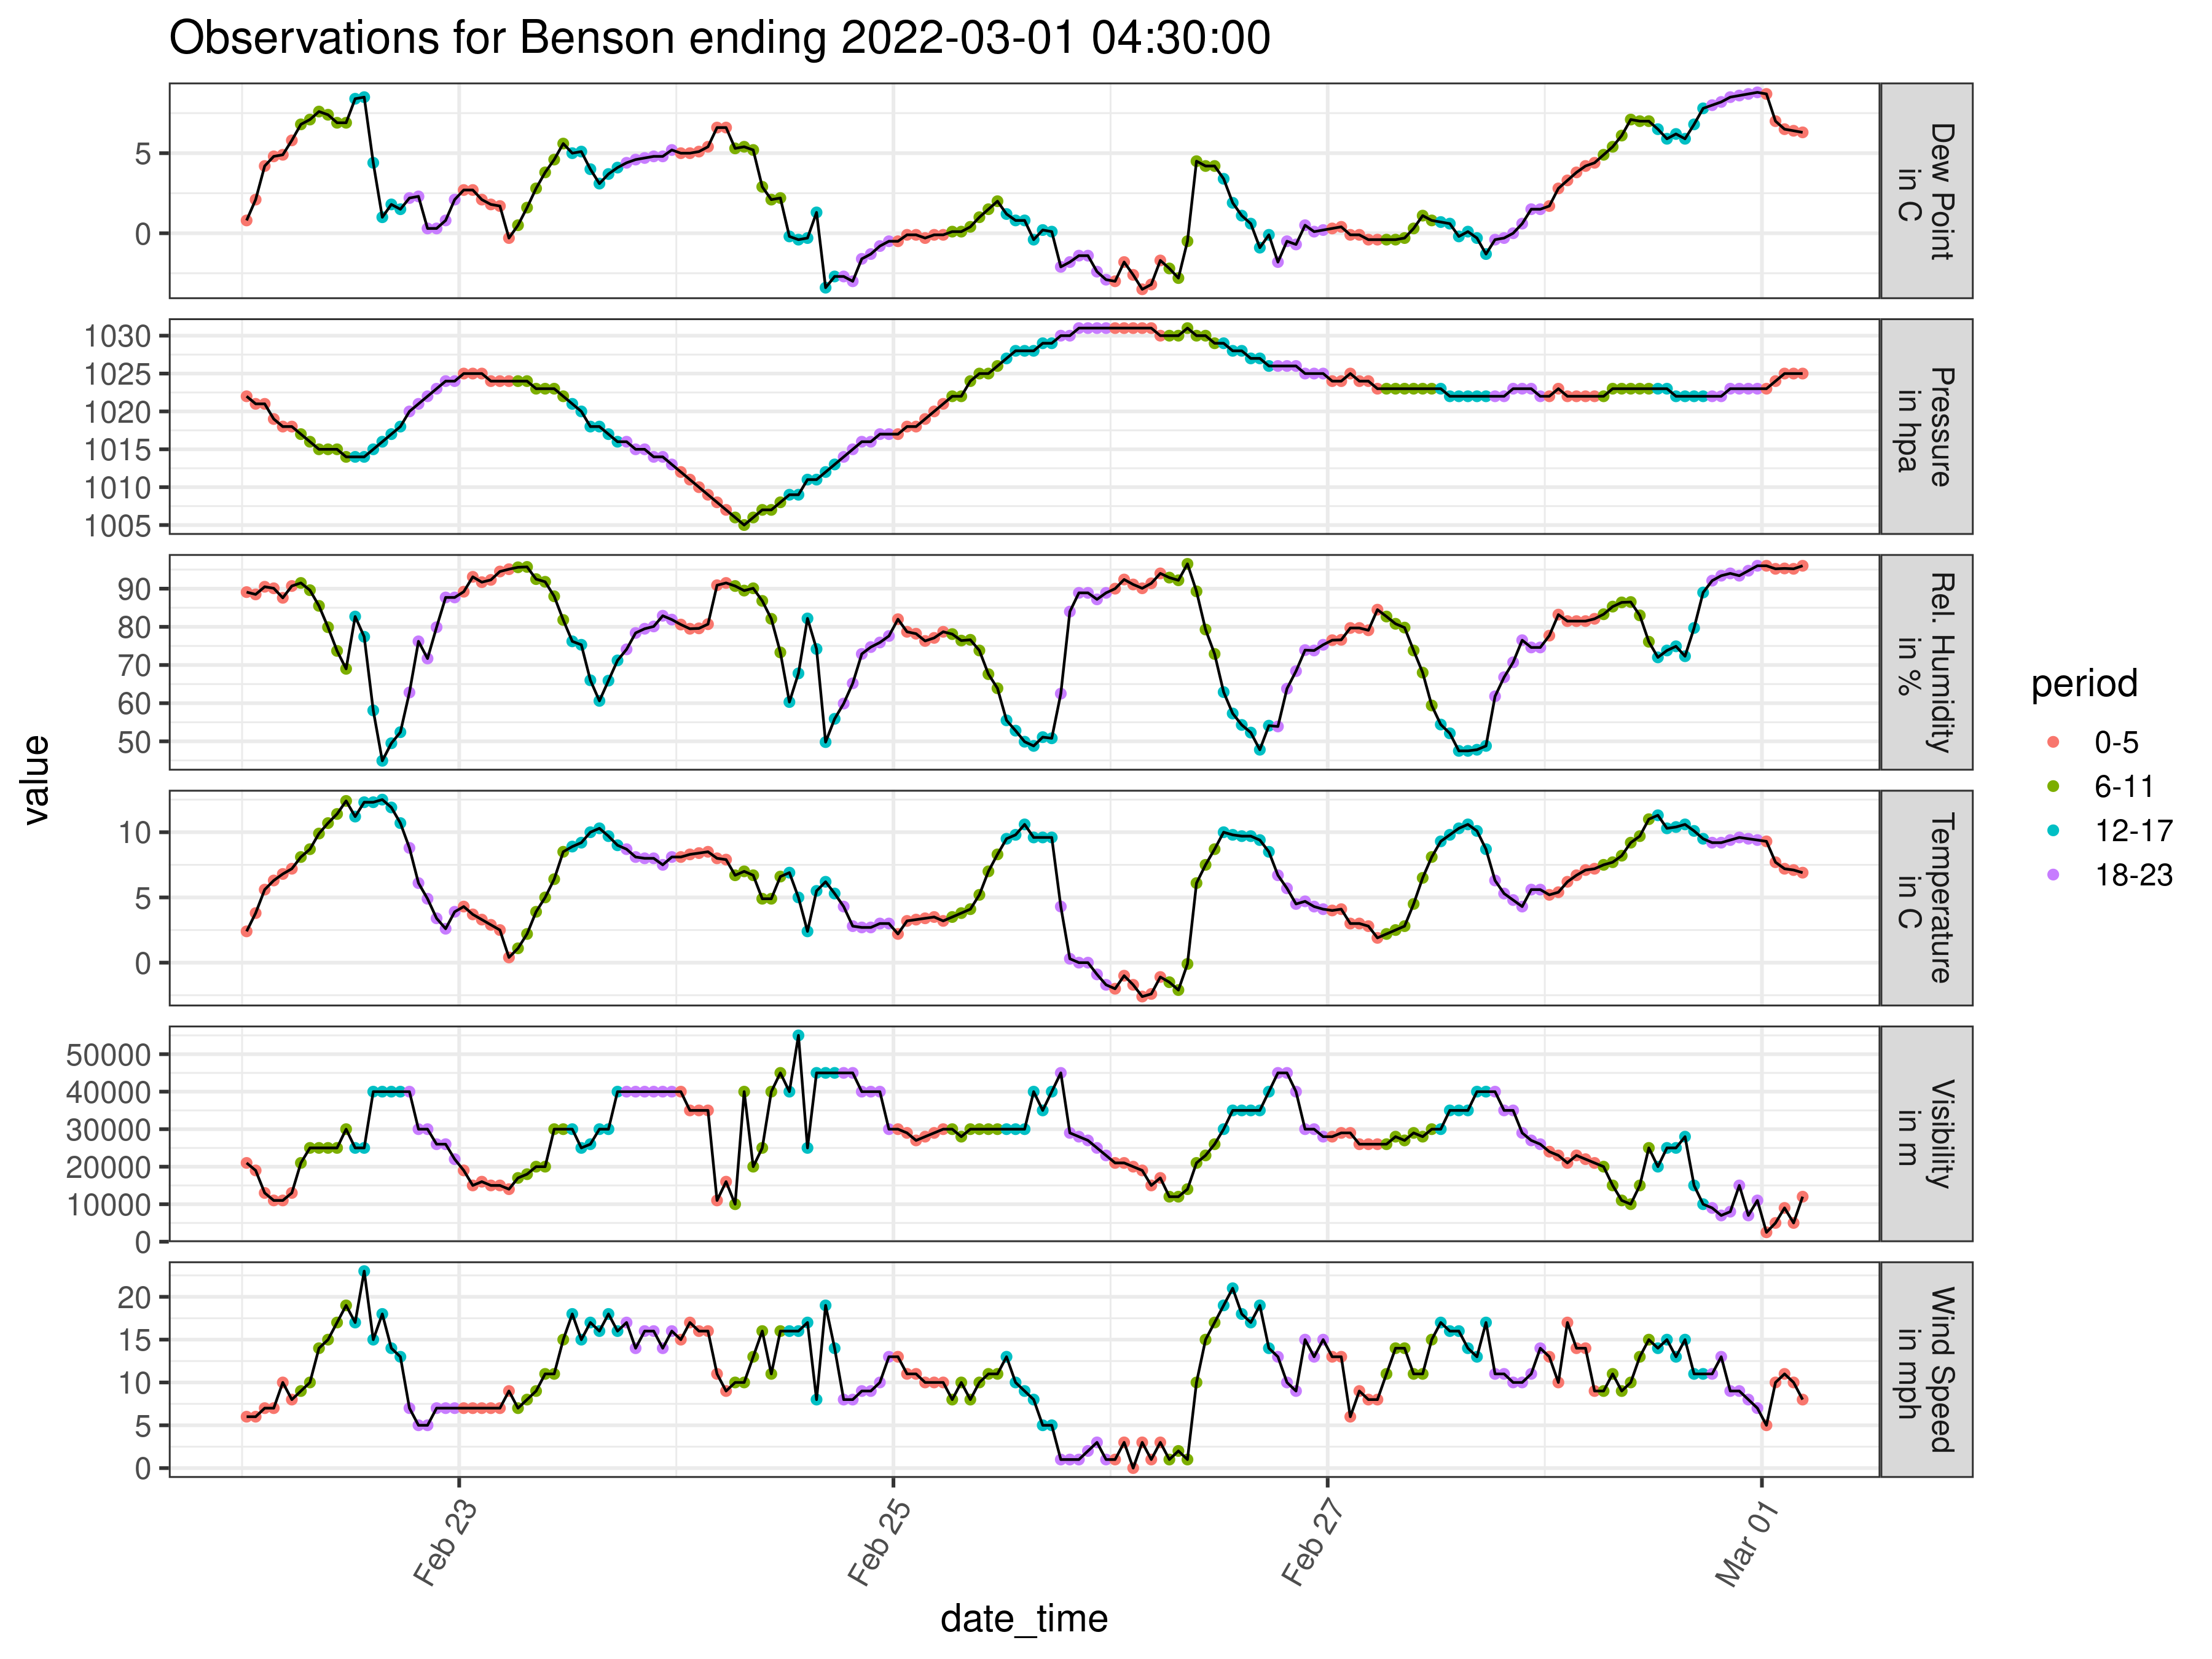 Observations for Benson ending 2022-03-01 04:30:00
value
5
0
Dew Point
in C
1030
1025
1020
1015
1010
1005
Pressure
in hpa
90
80
70
60
50
Rel. Humidity
in %
10
5
0
Temperature
in C
50000
40000
30000
20000
10000
0
Visibility
in m
20
15
10
5
0
Wind Speed
in mph
Feb 23
Feb 25
Feb 27
Mar 01
date_time
period
0-5
6-11
12-17
18-23